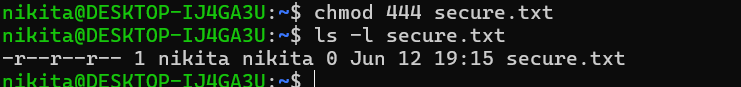 nikita@DESKTOP-IJ4GA3U:~$ chmod 444 secure.txt
nikita@DESKTOP-IJ4GA3U:~$ ls -l secure.txt
-r--r--r-- 1 nikita nikita 0 Jun 12 19:15 secure.txt
nikita@DESKTOP-IJ4GA3U:~$